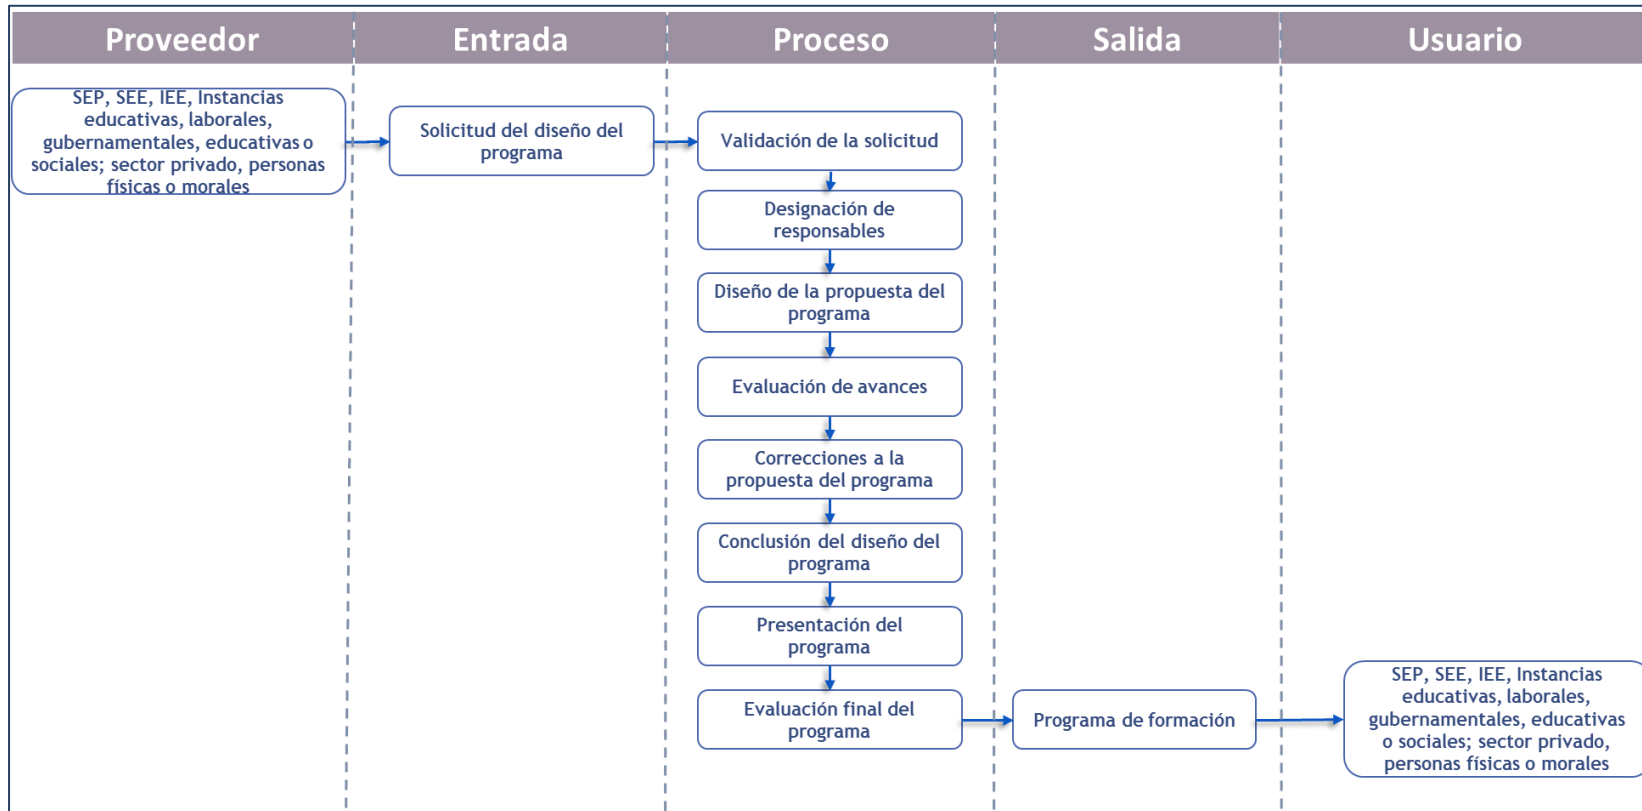 Proveedor
Entrada
Proceso
Salida
Usuario
SEP, SEE, IEE, Instancias
educativas, laborales,
gubernamentales, educativas o
sociales; sector privado, personas
físicas o morales
Solicitud del diseño del
programa
Validación de la solicitud
Designación de
responsables
Diseño de la propuesta del
programa
Evaluación de avances
Correcciones a la
propuesta del programa
Conclusión del diseño del
programa
Presentación del
programa
Evaluación final del
programa
Programa de formación
SEP, SEE, IEE, Instancias
educativas, laborales,
gubernamentales, educativas
o sociales; sector privado,
personas físicas o morales